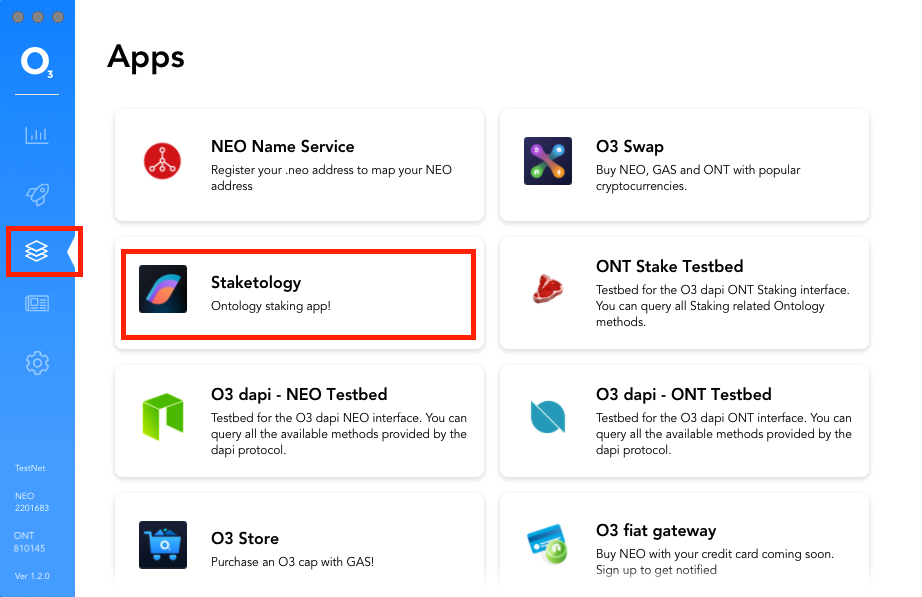 O3
Apps
NEO Name Service
Register your .neo address to map your NEO
address
O3 Swap
Buy NEO, GAS and ONT with popular
cryptocurrencies.
Staketology
Ontology staking app!
ONT Stake Testbed
Testbed for the O3 dapi ONT Staking interface.
You can query all Staking related Ontology
methods.
O3 dapi - NEO Testbed
Testbed for the O3 dapi NEO interface. You can
query all the available methods provided by the
dapi protocol.
O3 dapi - ONT Testbed
Testbed for the O3 dapi ONT interface. You can
query all the available methods provided by the
dapi protocol.
O3 Store
Purchase an O3 cap with GAS!
O3 fiat gateway
Buy NEO with your credit card coming soon.
Sign up to get notified
TestNet
NEO
2201683
ONT
810145
Ver 1.2.0